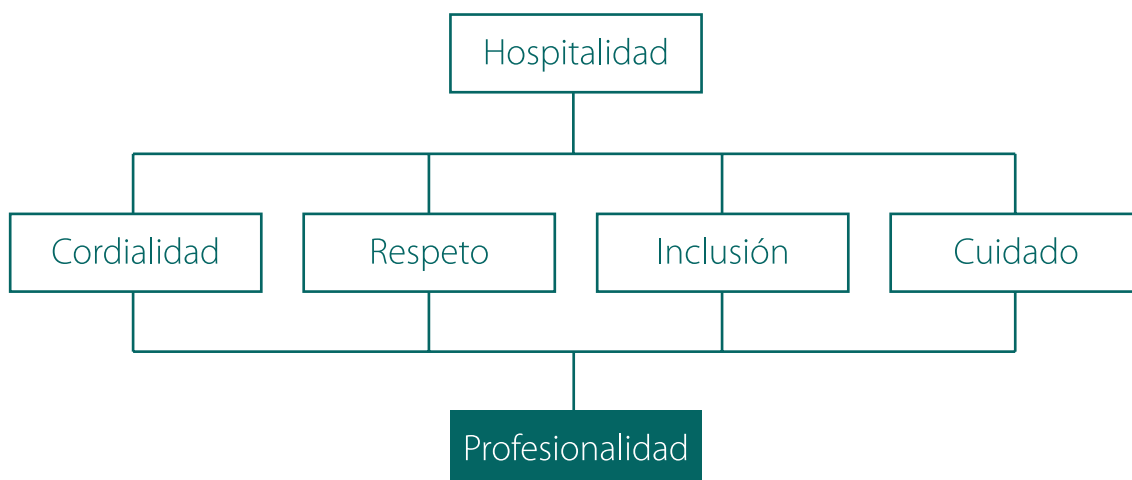 Hospitalidad
Cordialidad
Respeto
Inclusión
Cuidado
Profesionalidad